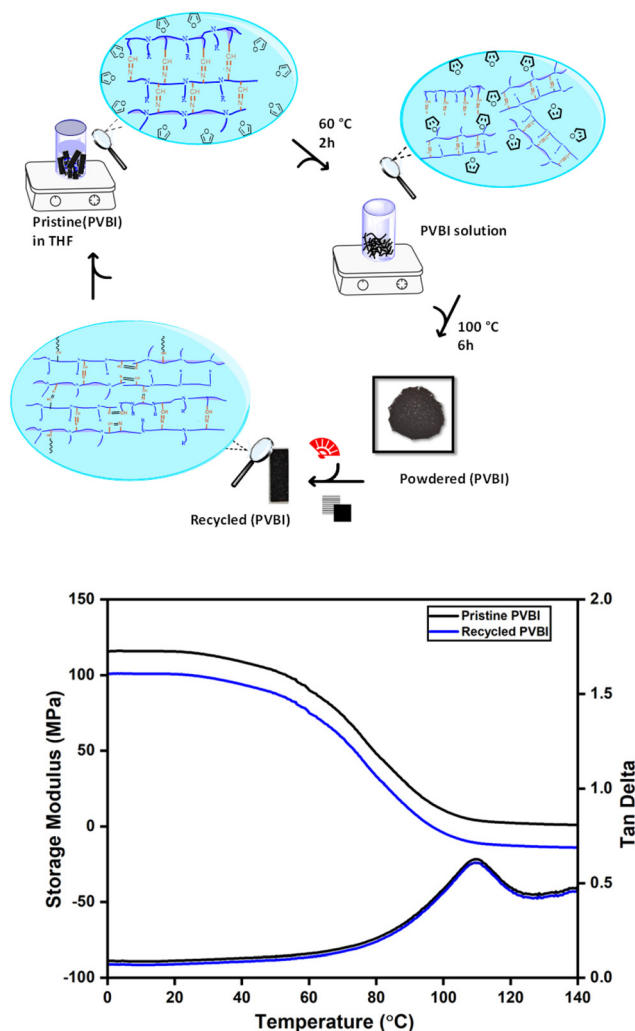 60 °C
2h
Pristine(PVBI)
in THF
PVBI solution
100 °C
6h
Powdered (PVBI)
Recycled (PVBI)
Pristine PVBI
Recycled PVBI
150
100
50
0
-50
-100
Storage Modulus (MPa)
2.0
1.5
1.0
0.5
0.0
Tan Delta
0 20 40 60 80 100 120 140
Temperature (°C)